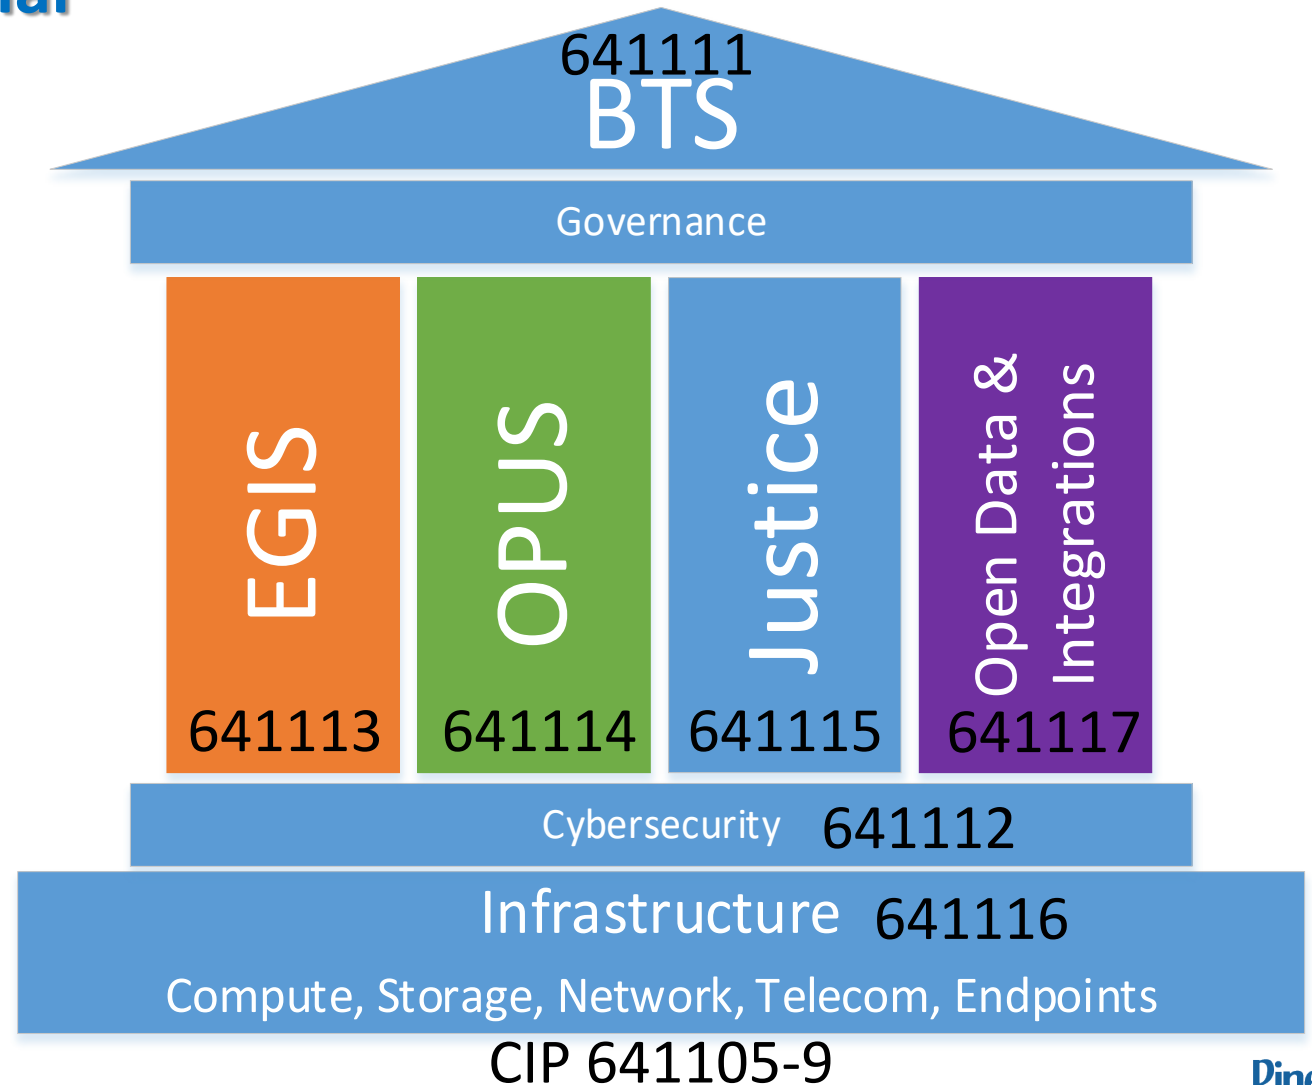 641111
BTS
Governance
EGIS
641113
OPUS
641114
Justice
641115
Open Data &
Integrations
641117
Cybersecurity 641112
Infrastructure 641116
Compute, Storage, Network, Telecom, Endpoints
CIP 641105-9